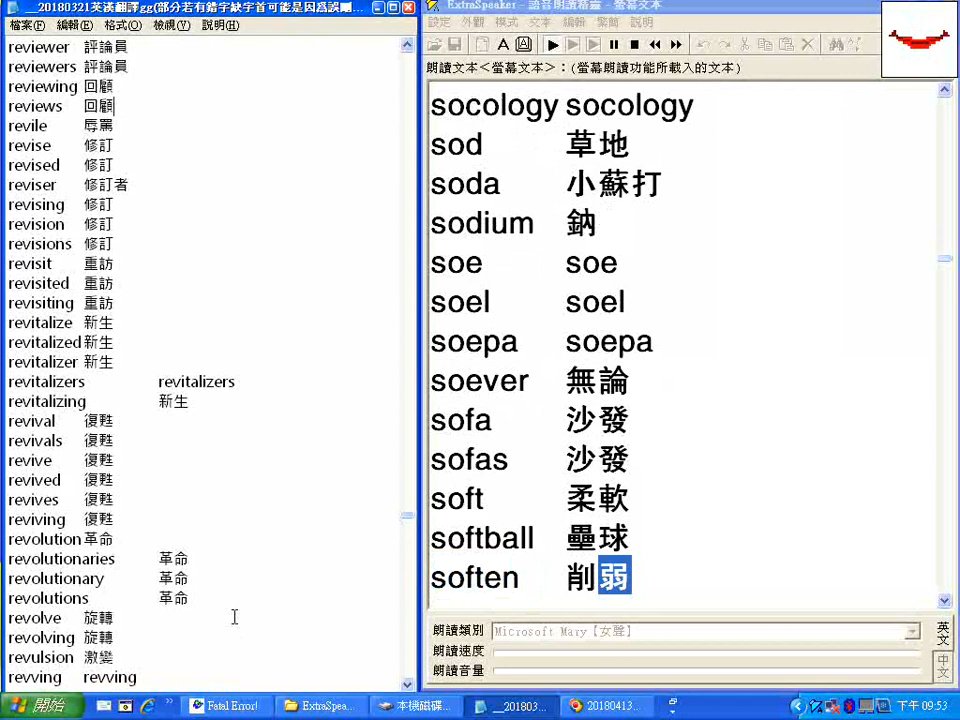 __20180321英漢翻譯gg(部分若有錯字缺字首可能是因為誤刪...
檔案(F) 編輯(E) 格式(O) 檢視(V) 說明(H)
reviewer 評論員
reviewers 評論員
reviewing 回顧
reviews 回顧
revile 辱罵
revise 修訂
revised 修訂
reviser 修訂者
revising 修訂
revision 修訂
revisions 修訂
revisit 重訪
revisited 重訪
revisiting 重訪
revitalize 新生
revitalized 新生
revitalizer 新生
revitalizers revitalizers
revitalizing 新生
revival 復甦
revivals 復甦
revive 復甦
revived 復甦
revives 復甦
reviving 復甦
revolution 革命
revolutionaries 革命
revolutionary 革命
revolutions 革命
revolve 旋轉
revolving 旋轉
revulsion 激變
revving revving
ExtraSpeaker - 語音朗讀精靈 - 螢幕文本
設定 外觀 模式 文本 編輯 繁簡 說明
朗讀文本<螢幕文本>：(螢幕朗讀功能所載入的文本)
socology socology
sod 草地
soda 小蘇打
sodium 鈉
soe soe
soel soel
soepa soepa
soever 無論
sofa 沙發
sofas 沙發
soft 柔軟
softball 壘球
soften 削弱
朗讀類別 Microsoft Mary【女聲】
朗讀速度
朗讀音量
英文
中文
開始 Fatal Error! ExtraSpea... 本機磁碟... __201803... 20180413... 下午 09:53